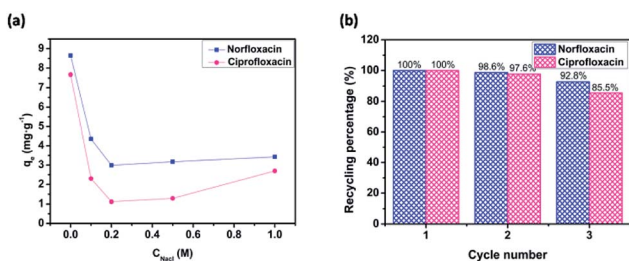 (a)
Norfloxacin
Ciprofloxacin
9
8
7
6
5
4
3
2
1
0
qe (mg·g-1)
0.0 0.2 0.4 0.6 0.8 1.0
CNacl (M)
(b)
Norfloxacin
Ciprofloxacin
120
100
80
60
40
20
0
Recycling percentage (%)
100% 100%
98.6% 97.6%
92.8%
85.5%
1 2 3
Cycle number